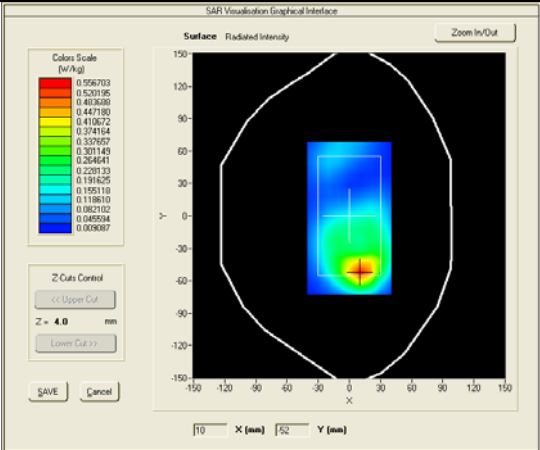 SAR Visualisation Graphical Interface
Surface Radiated Intensity
Zoom In/Out
Colors Scale
(W/kg)
0.556703
0.520195
0.483688
0.447180
0.410672
0.374164
0.337657
0.301149
0.264641
0.228133
0.191625
0.155118
0.118610
0.082102
0.045594
0.009087
150
120
90
60
30
0
-30
-60
-90
-120
-150
Y
-150 -120 -90 -60 -30 0 30 60 90 120 150
X
Z-Cuts Control
<< Upper Cut
Z = 4.0 mm
Lower Cut >>
SAVE Cancel
10 X (mm) -52 Y (mm)